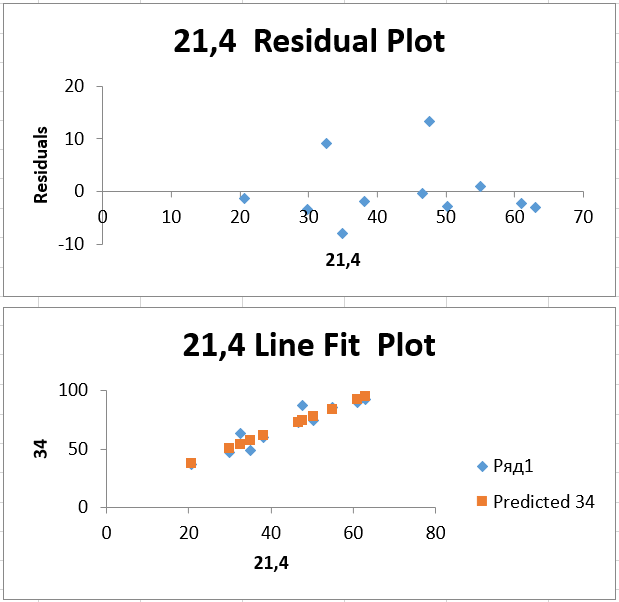 21,4  Residual Plot
20
10
0
-10
Residuals
0 10 20 30 40 50 60 70
21,4
21,4 Line Fit  Plot
100
50
0
34
0 20 40 60 80
21,4
Ряд1
Predicted 34